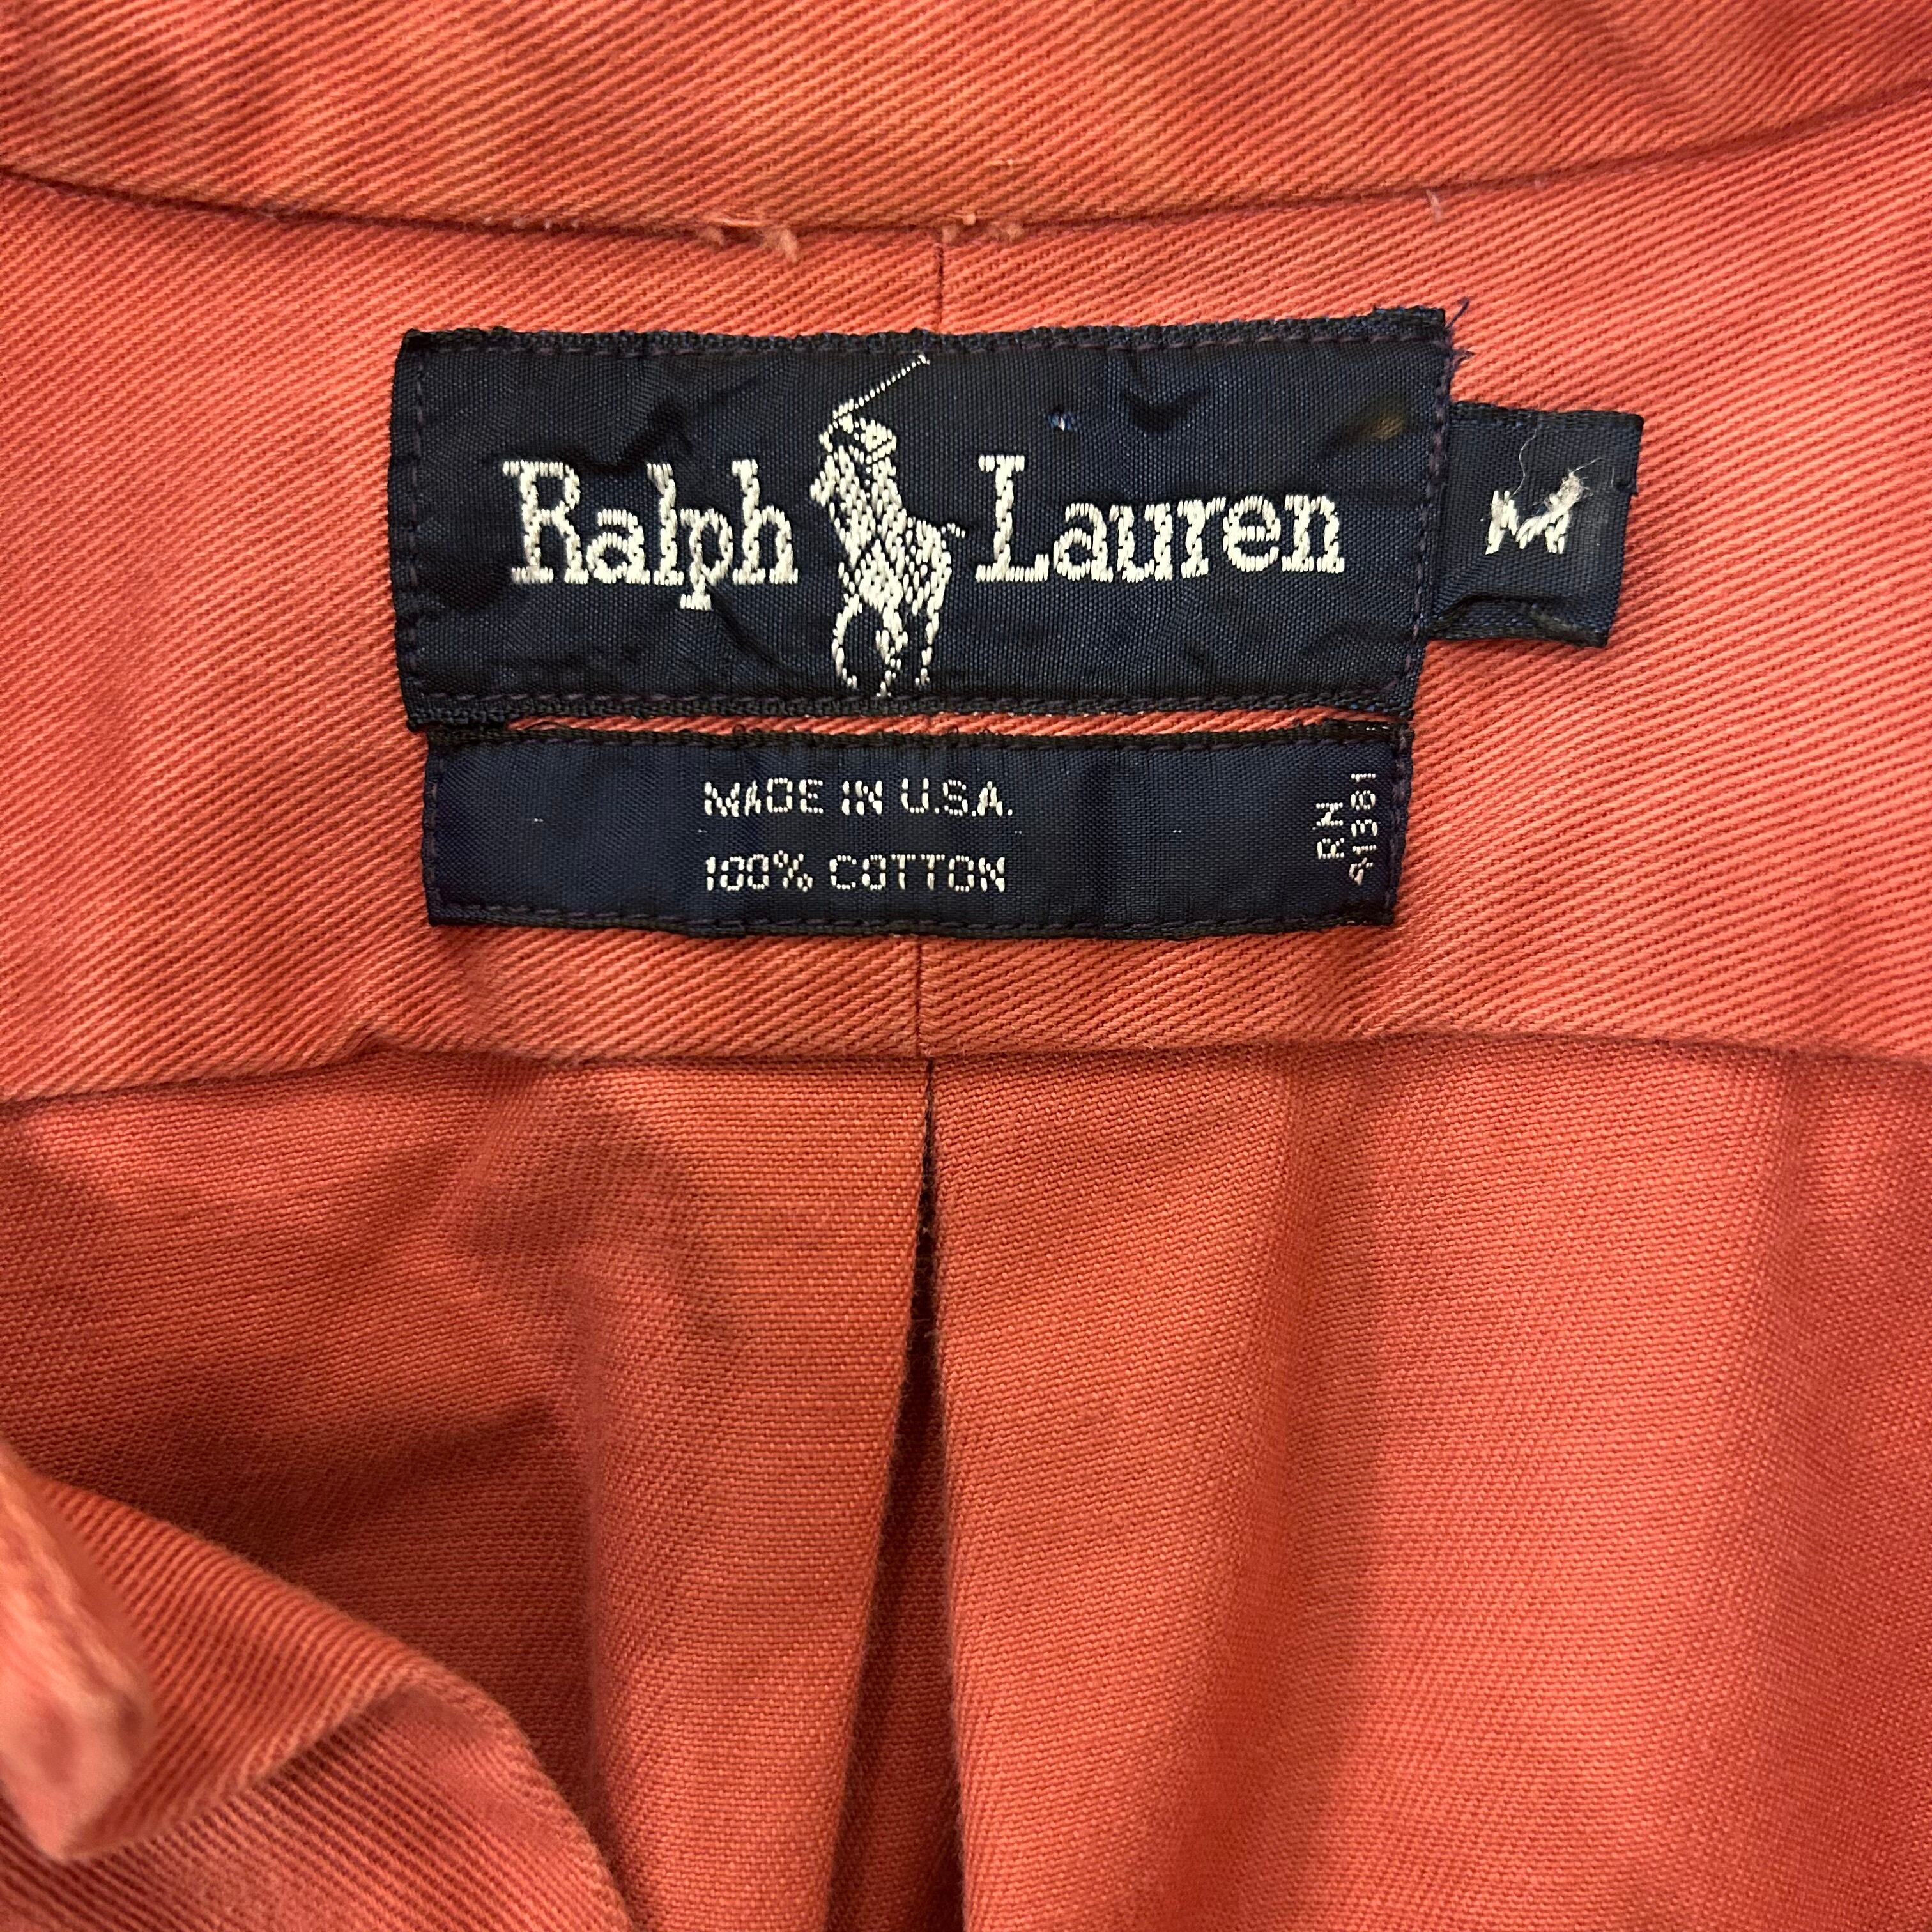 Ralph Lauren
M
MADE IN U.S.A.
100% COTTON
RN
41381